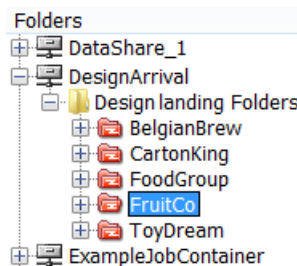 Folders
DataShare_1
DesignArrival
Design landing Folders
BelgianBrew
CartonKing
FoodGroup
FruitCo
ToyDream
ExampleJobContainer